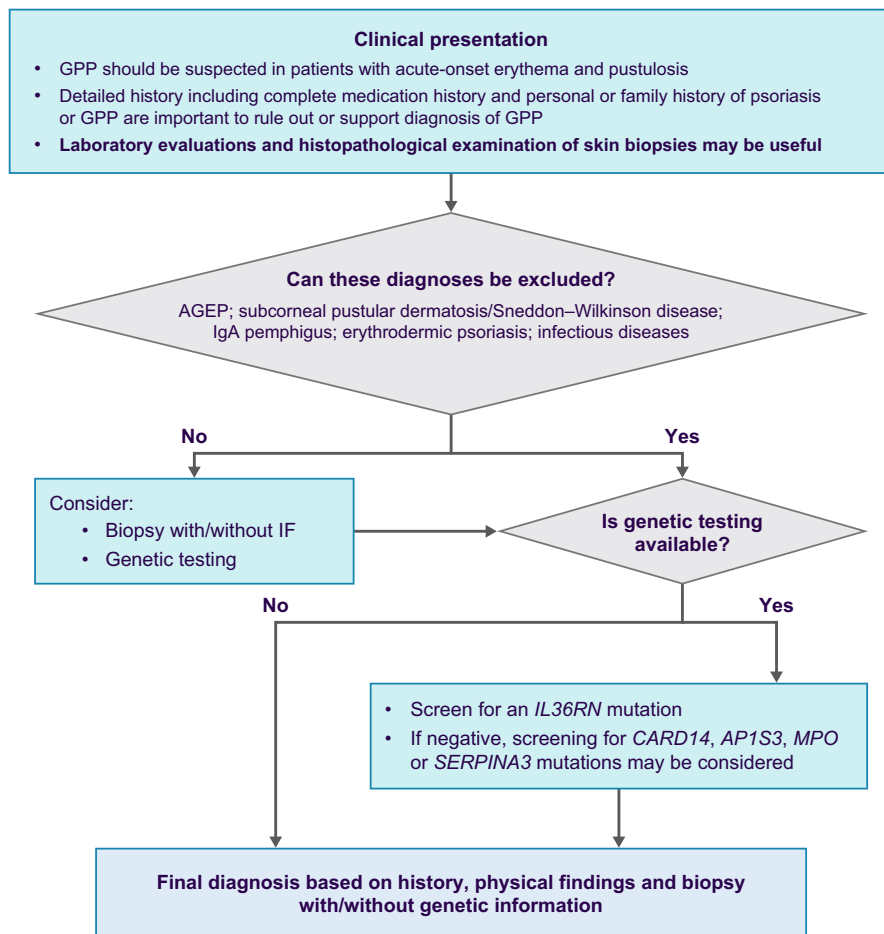 Clinical presentation
• GPP should be suspected in patients with acute-onset erythema and pustulosis
• Detailed history including complete medication history and personal or family history of psoriasis
or GPP are important to rule out or support diagnosis of GPP
• Laboratory evaluations and histopathological examination of skin biopsies may be useful
Can these diagnoses be excluded?
AGEP; subcorneal pustular dermatosis/Sneddon–Wilkinson disease;
IgA pemphigus; erythrodermic psoriasis; infectious diseases
No
Yes
Consider:
• Biopsy with/without IF
• Genetic testing
Is genetic testing
available?
No
Yes
• Screen for an IL36RN mutation
• If negative, screening for CARD14, AP1S3, MPO
or SERPINA3 mutations may be considered
Final diagnosis based on history, physical findings and biopsy
with/without genetic information